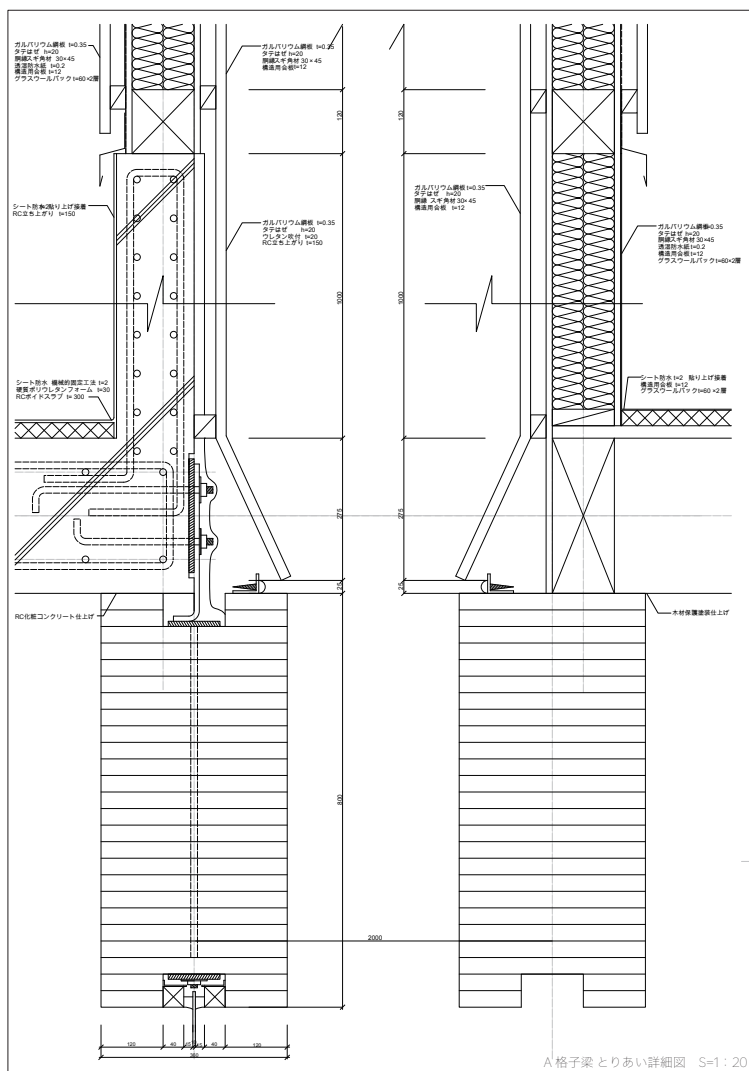 ガルバリウム鋼板 t=0.35
タテはぜ h=20
胴縁スギ角材 30×45
透湿防水紙 t=0.2
構造用合板 t=12
グラスウールパック t=60×2層
ガルバリウム鋼板 t=0.35
タテはぜ h=20
胴縁スギ角材 30×45
構造用合板t=12
120
120
シート防水 貼り上げ接着
RC立ち上がり t=150
ガルバリウム鋼板 t=0.35
タテはぜ h=20
ウレタン吹付 t=20
RC立ち上がり t=150
ガルバリウム鋼板 t=0.35
タテはぜ h=20
胴縁 スギ角材 30×45
構造用合板 t=12
ガルバリウム鋼板 t=0.35
タテはぜ h=20
胴縁スギ角材 30×45
透湿防水紙 t=0.2
構造用合板 t=12
グラスウールパック t=60×2層
1000
1000
シート防水 機械的固定工法 t=2
硬質ポリウレタンフォーム t=30
RCボイドスラブ t=300
シート防水 t=2 貼り上げ接着
構造用合板 t=12
グラスウールパック t=60×2層
275
275
25
25
RC化粧コンクリート仕上げ
木材保護塗装仕上げ
800
2000
120
40
40
120
360
A 格子梁 とりあい詳細図 S=1:20